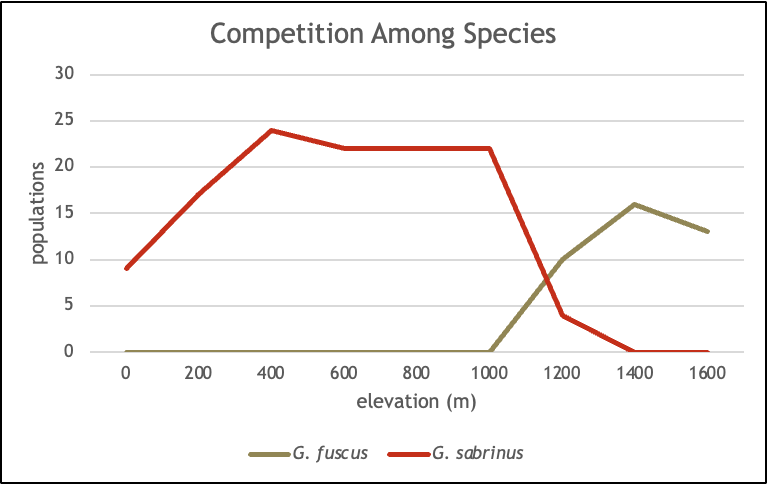 Competition Among Species
30
25
20
15
10
5
0
populations
0 200 400 600 800 1000 1200 1400 1600
elevation (m)
G. fuscus G. sabrinus